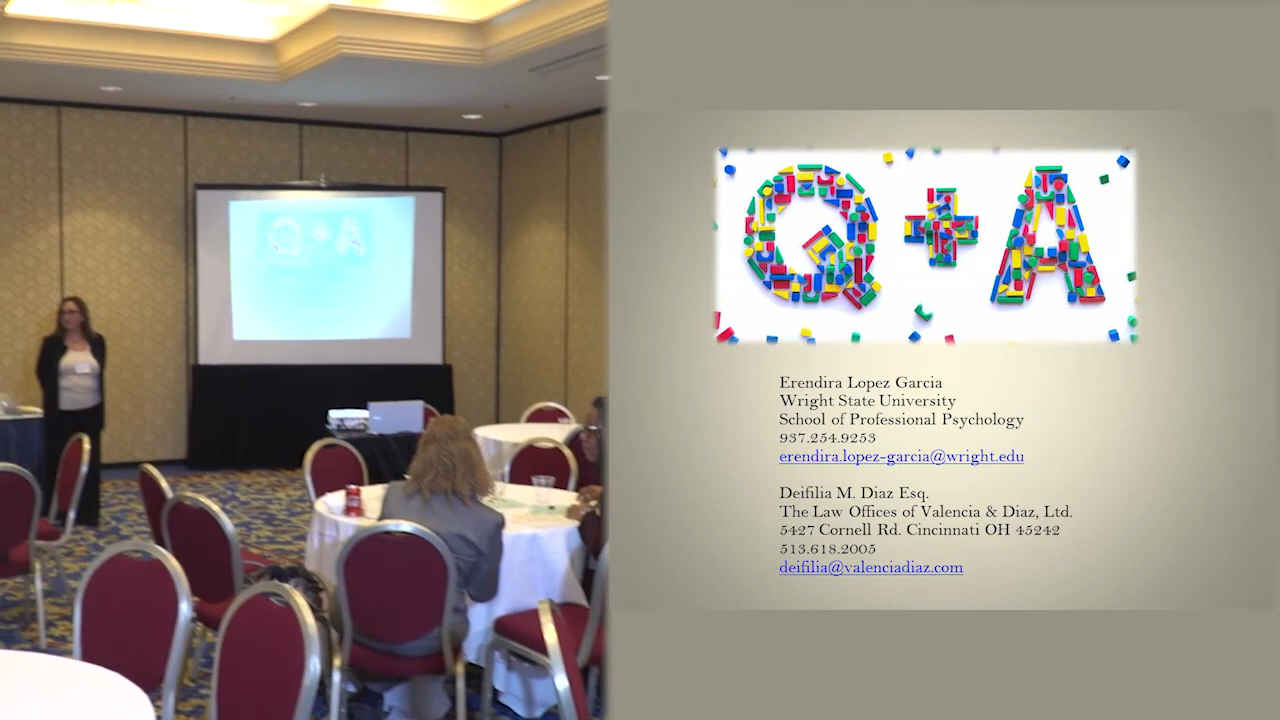 Q+A
Q+A
Erendira Lopez Garcia
Wright State University
School of Professional Psychology
937.254.9253
erendira.lopez-garcia@wright.edu
Deifilia M. Diaz Esq.
The Law Offices of Valencia & Diaz, Ltd.
5427 Cornell Rd. Cincinnati OH 45242
513.618.2005
deifilia@valenciadiaz.com